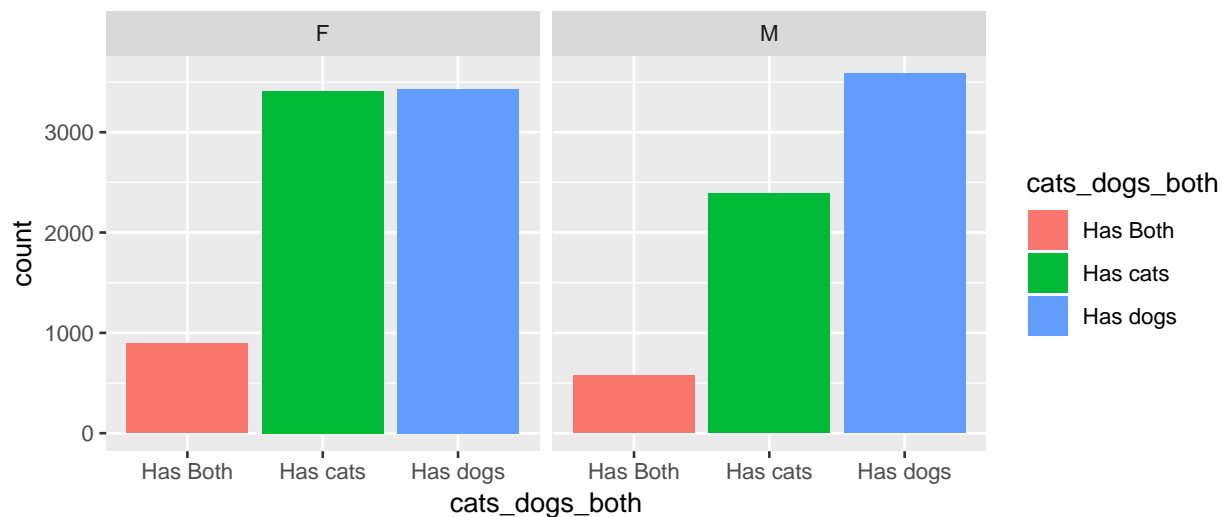 F
M
3000
2000
1000
0
count
Has Both
Has cats
Has dogs
Has Both
Has cats
Has dogs
cats_dogs_both
cats_dogs_both
Has Both
Has cats
Has dogs